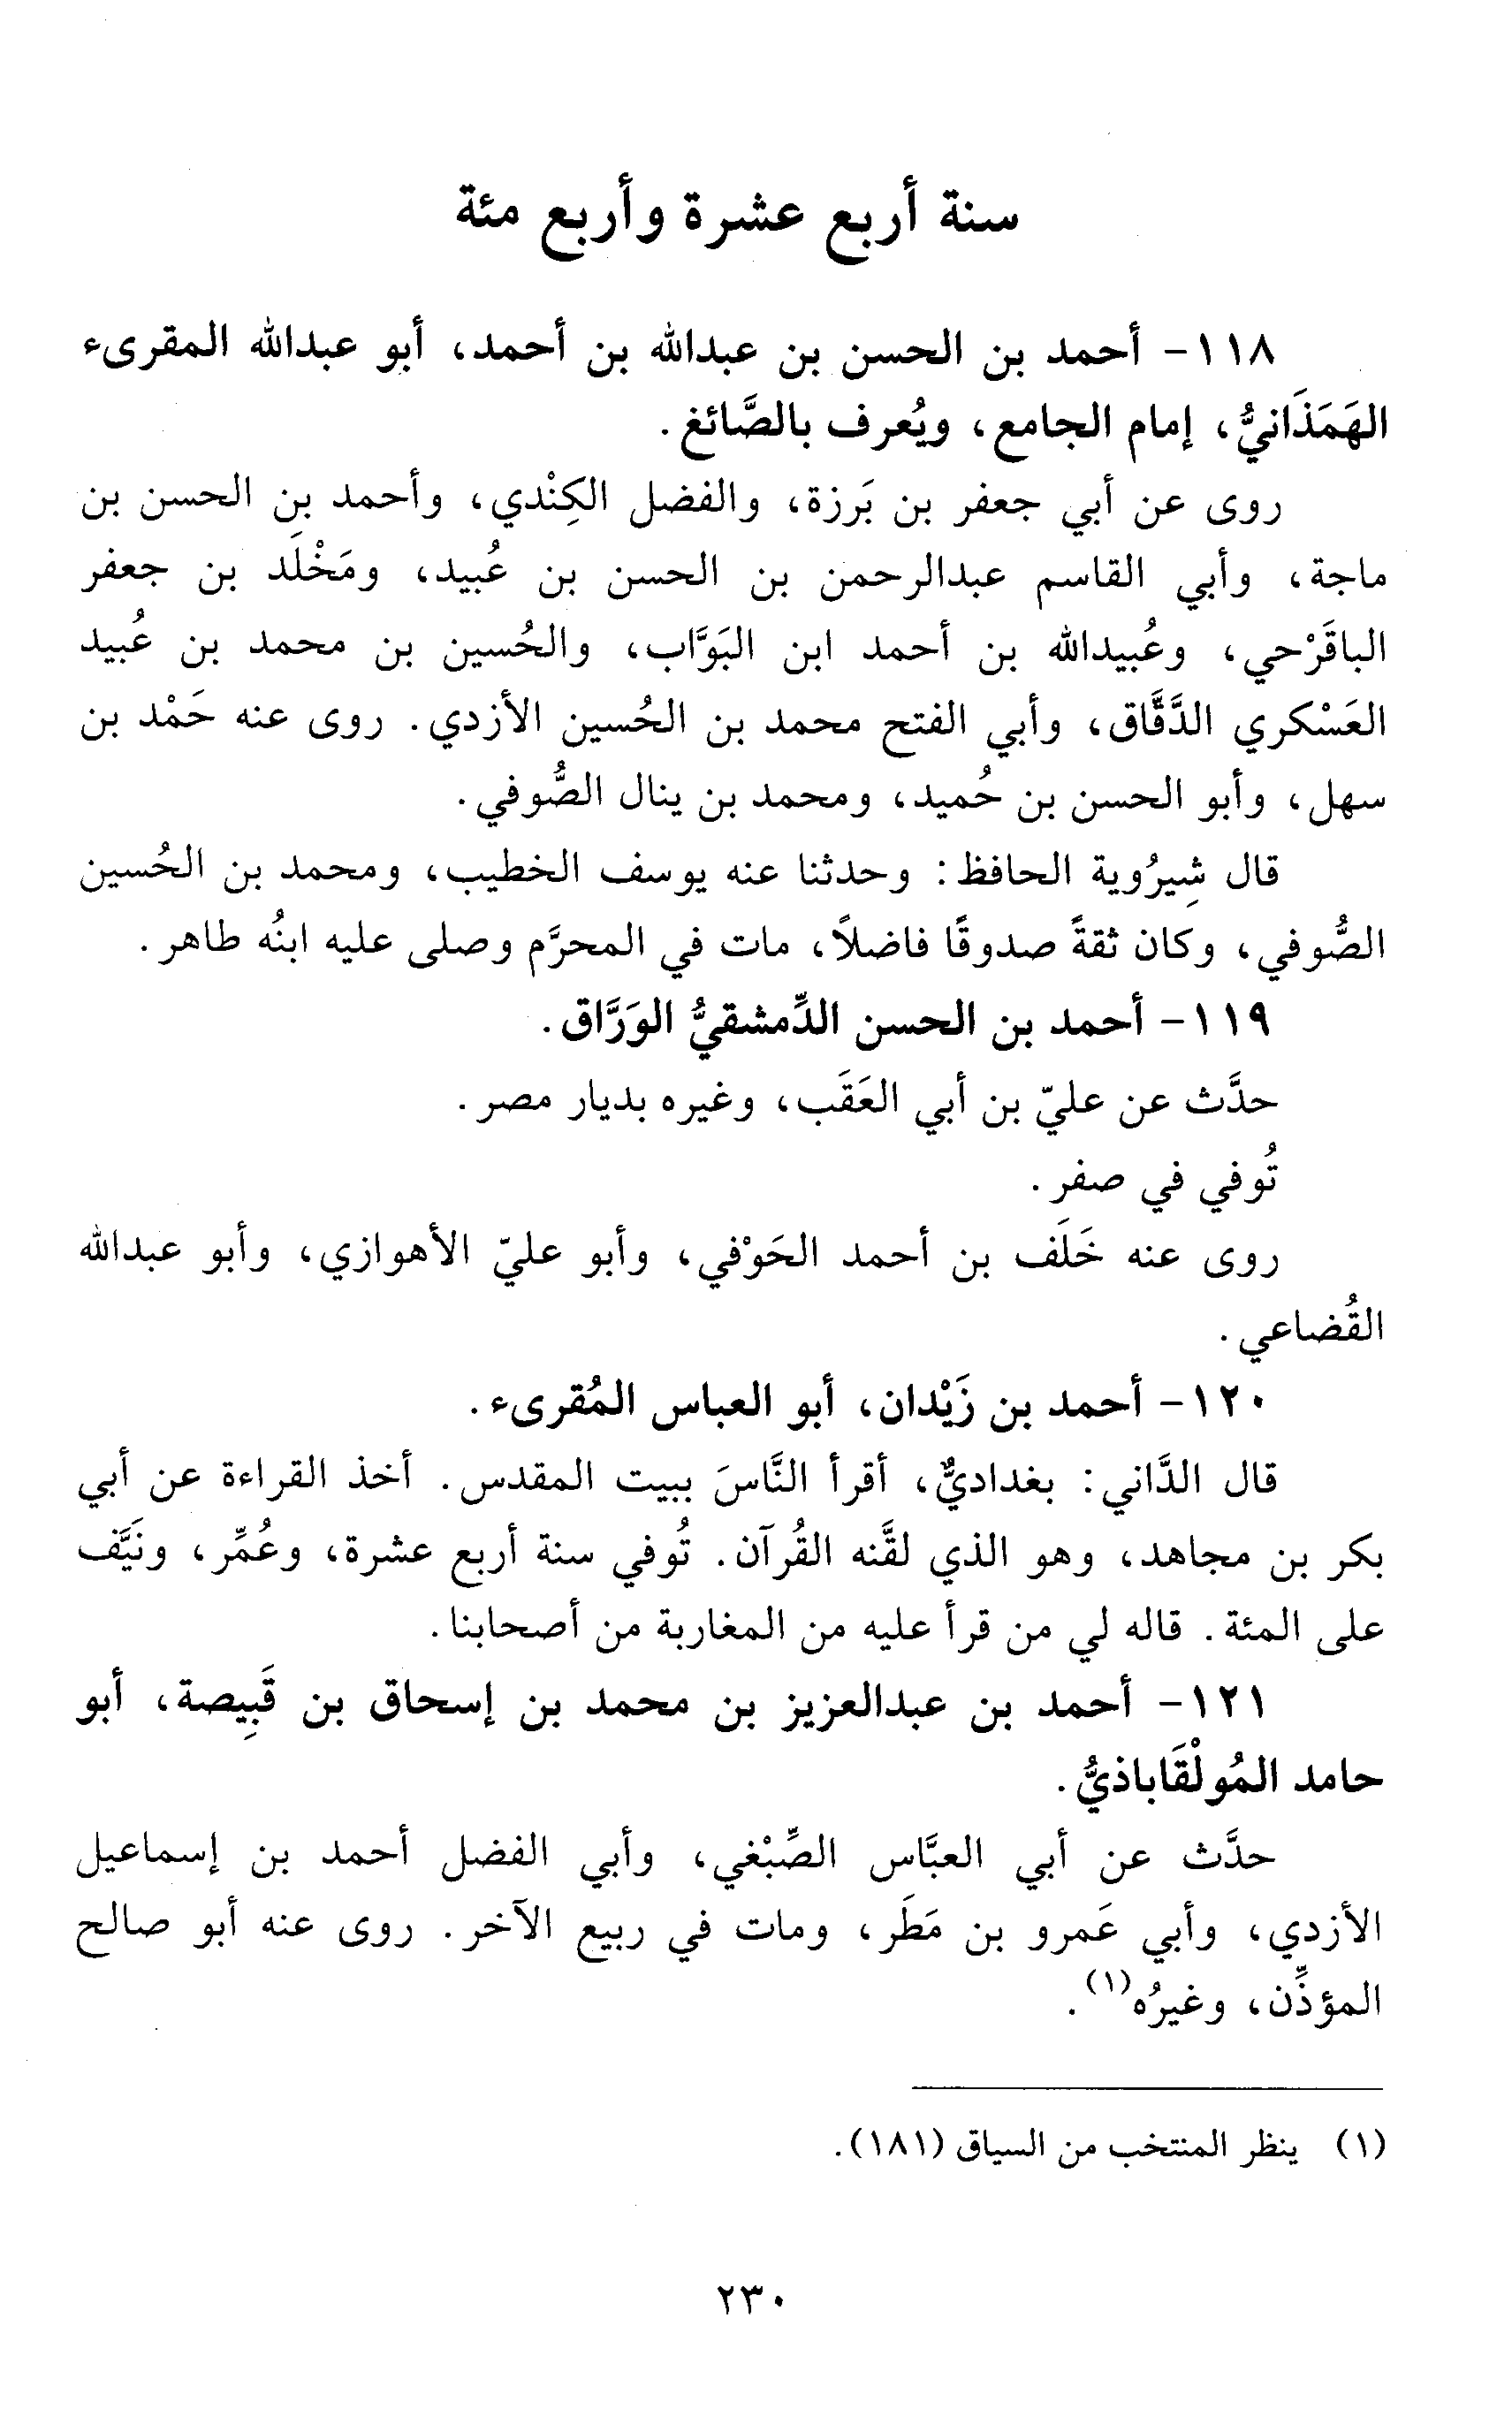 سنة أربع عشرة وأربع مئة
١١٨- أحمد بن الحسن بن عبدالله بن أحمد، أبو عبدالله المقرىء
الهَمَذَانيُّ، إمام الجامع، ويُعرف بالصَّائغ.
روى عن أبي جعفر بن بَرزة، والفضل الكِنْدي، وأحمد بن الحسن بن
ماجة، وأبي القاسم عبدالرحمن بن الحسن بن عُبيد، ومَخْلَد بن جعفر
الباقَرْحي، وعُبيدالله بن أحمد ابن البَوَّاب، والحُسين بن محمد بن عُبيد
العَسْكري الدَّقَّاق، وأبي الفتح محمد بن الحُسين الأزدي. روى عنه حَمْد بن
سهل، وأبو الحسن بن حُميد، ومحمد بن ينال الصُّوفي.
قال شِيرُوية الحافظ: وحدثنا عنه يوسف الخطيب، ومحمد بن الحُسين
الصُّوفي، وكان ثقةً صدوقًا فاضلاً، مات في المحرَّم وصلى عليه ابنُه طاهر.
١١٩- أحمد بن الحسن الدِّمشقيُّ الورَّاق.
حدَّث عن عليّ بن أبي العَقَب، وغيره بديار مصر.
تُوفي في صفر.
روى عنه خَلَف بن أحمد الحَوْفي، وأبو عليّ الأهوازي، وأبو عبدالله
القُضاعي.
١٢٠- أحمد بن زَيْدان، أبو العباس المُقرىء.
قال الدَّاني: بغداديٌّ، أقرأ النَّاسَ ببيت المقدس. أخذ القراءة عن أبي
بكر بن مجاهد، وهو الذي لقَّنه القُرآن. تُوفي سنة أربع عشرة، وعُمِّر، ونَيَّف
على المئة. قاله لي من قرأ عليه من المغاربة من أصحابنا.
١٢١- أحمد بن عبدالعزيز بن محمد بن إسحاق بن قَبِيصة، أبو
حامد المُولْقَاباذيُّ.
حدَّث عن أبي العبَّاس الصِّبْغي، وأبي الفضل أحمد بن إسماعيل
الأزدي، وأبي عَمرو بن مَطَر، ومات في ربيع الآخر. روى عنه أبو صالح
المؤذِّن، وغيرُه(١).
(١) ينظر المنتخب من السياق (١٨١).
٢٣٠